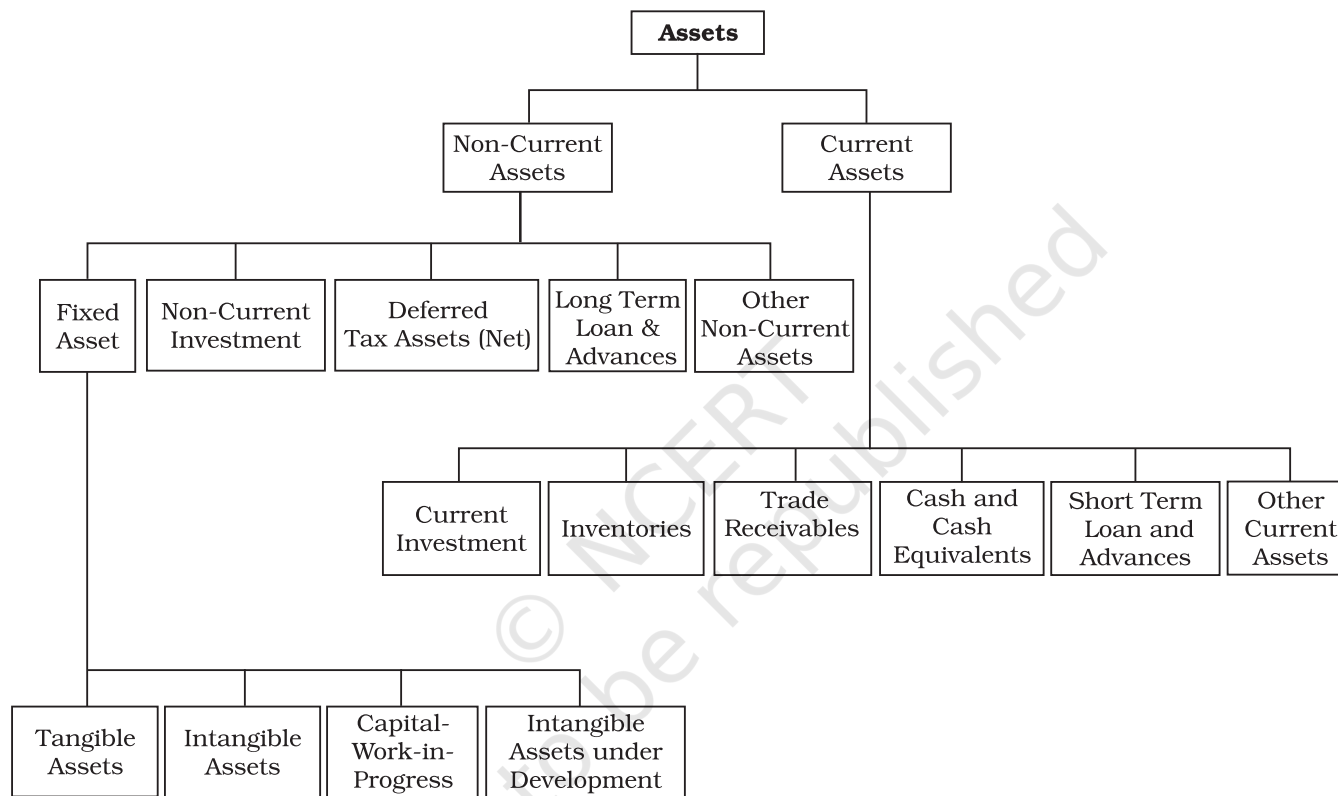 Assets
Non-Current
Assets
Current
Assets
Fixed
Asset
Non-Current
Investment
Deferred
Tax Assets (Net)
Long Term
Loan &
Advances
Other
Non-Current
Assets
Current
Investment
Inventories
Trade
Receivables
Cash and
Cash
Equivalents
Short Term
Loan and
Advances
Other
Current
Assets
Tangible
Assets
Intangible
Assets
Capital-
Work-in-
Progress
Intangible
Assets under
Development
© NCERT
to be republished